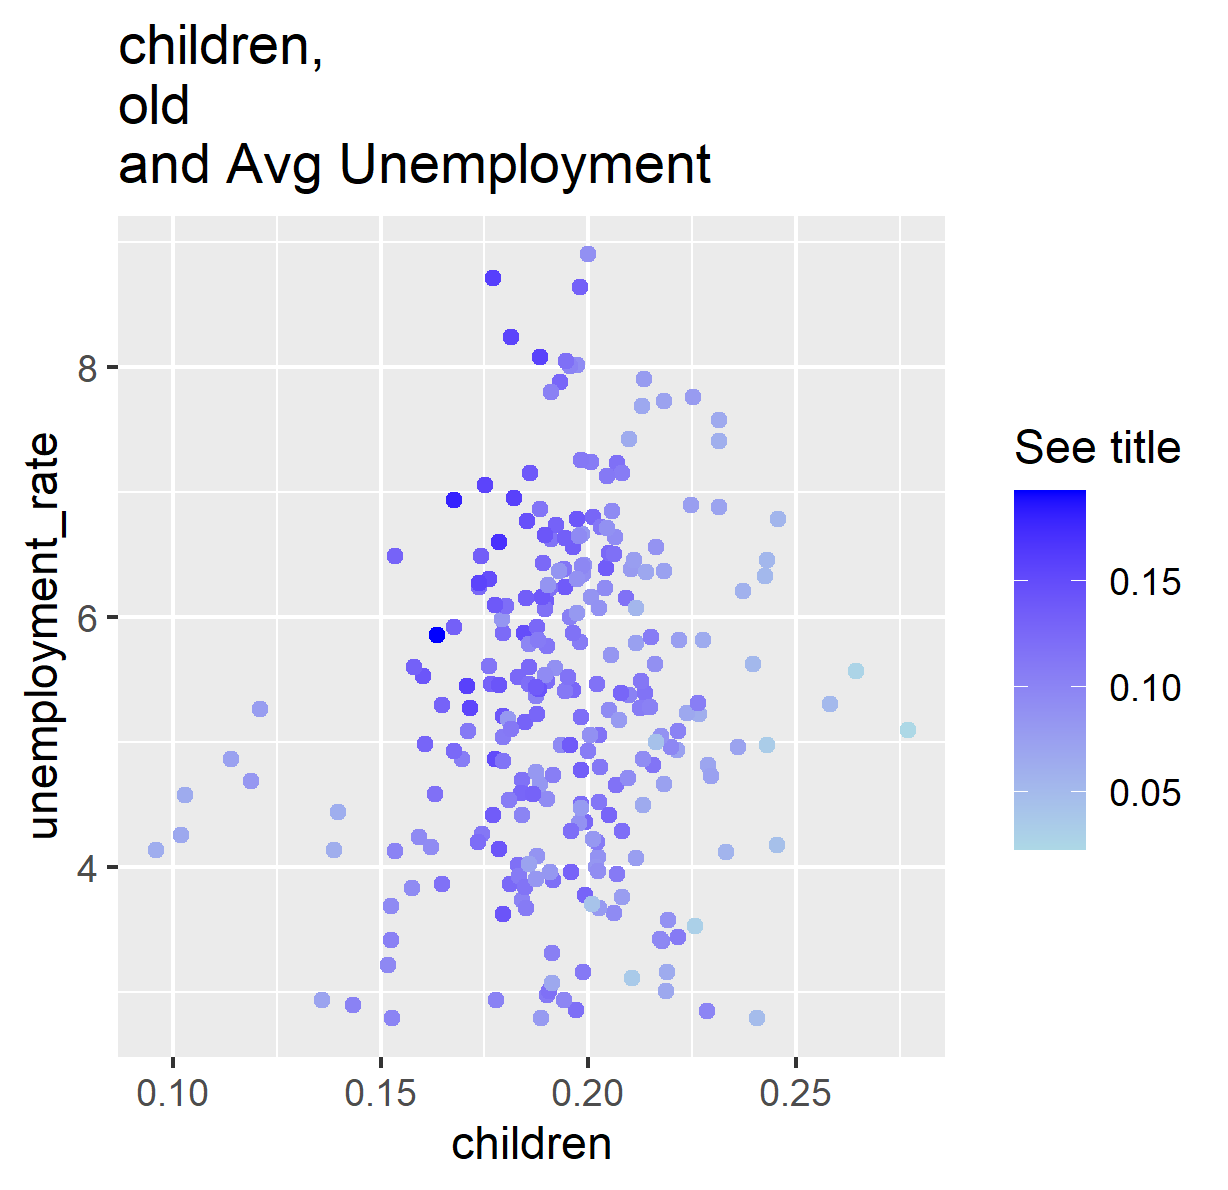 children,
old
and Avg Unemployment
unemployment_rate
8
6
4
0.10
0.15
0.20
0.25
children
See title
0.15
0.10
0.05